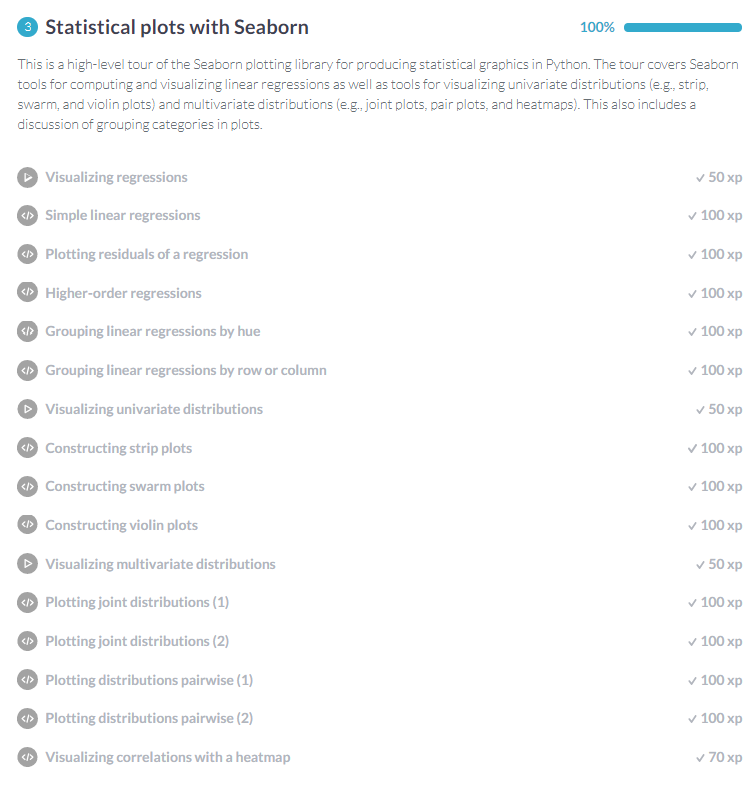 3 Statistical plots with Seaborn 100%
This is a high-level tour of the Seaborn plotting library for producing statistical graphics in Python. The tour covers Seaborn
tools for computing and visualizing linear regressions as well as tools for visualizing univariate distributions (e.g., strip,
swarm, and violin plots) and multivariate distributions (e.g., joint plots, pair plots, and heatmaps). This also includes a
discussion of grouping categories in plots.
Visualizing regressions ✓ 50 xp
</> Simple linear regressions ✓ 100 xp
</> Plotting residuals of a regression ✓ 100 xp
</> Higher-order regressions ✓ 100 xp
</> Grouping linear regressions by hue ✓ 100 xp
</> Grouping linear regressions by row or column ✓ 100 xp
Visualizing univariate distributions ✓ 50 xp
</> Constructing strip plots ✓ 100 xp
</> Constructing swarm plots ✓ 100 xp
</> Constructing violin plots ✓ 100 xp
Visualizing multivariate distributions ✓ 50 xp
</> Plotting joint distributions (1) ✓ 100 xp
</> Plotting joint distributions (2) ✓ 100 xp
</> Plotting distributions pairwise (1) ✓ 100 xp
</> Plotting distributions pairwise (2) ✓ 100 xp
</> Visualizing correlations with a heatmap ✓ 70 xp